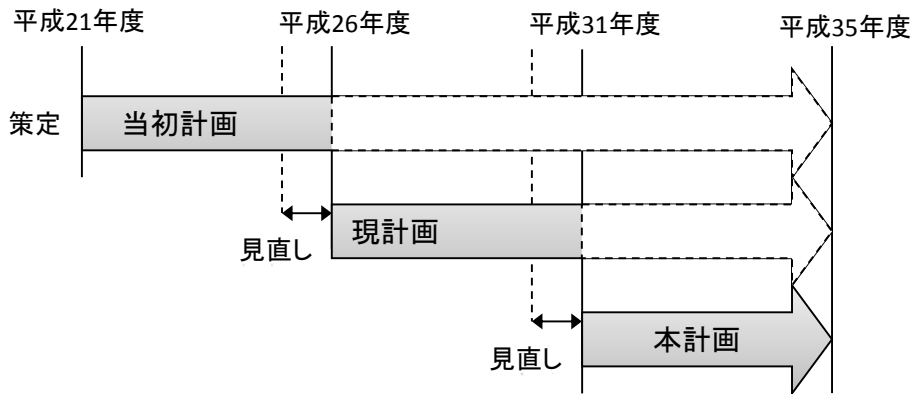 平成21年度 平成26年度 平成31年度 平成35年度
策定 当初計画
見直し 現計画
見直し 本計画